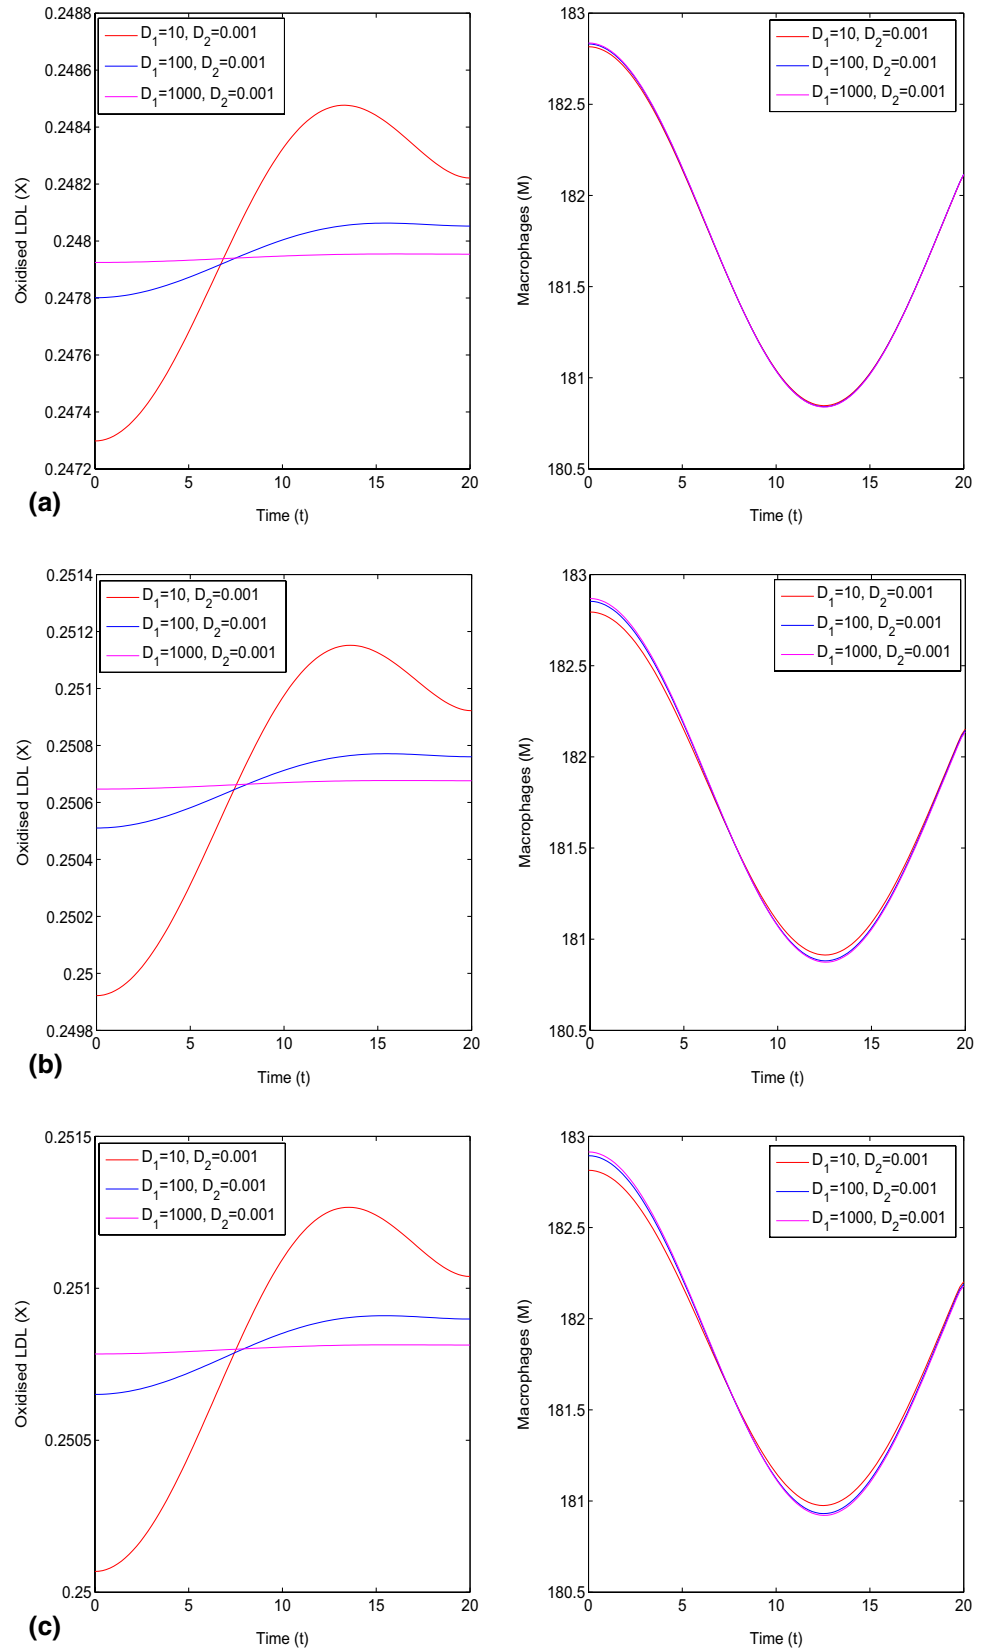 0.2488
0.2486
0.2484
0.2482
0.248
0.2478
0.2476
0.2474
0.2472
Oxidised LDL (X)
D1=10, D2=0.001
D1=100, D2=0.001
D1=1000, D2=0.001
0 5 10 15 20
Time (t)
183
182.5
182
181.5
181
180.5
Macrophages (M)
D1=10, D2=0.001
D1=100, D2=0.001
D1=1000, D2=0.001
0 5 10 15 20
Time (t)
(a)
0.2514
0.2512
0.251
0.2508
0.2506
0.2504
0.2502
0.25
0.2498
Oxidised LDL (X)
D1=10, D2=0.001
D1=100, D2=0.001
D1=1000, D2=0.001
0 5 10 15 20
Time (t)
183
182.5
182
181.5
181
180.5
Macrophages (M)
D1=10, D2=0.001
D1=100, D2=0.001
D1=1000, D2=0.001
0 5 10 15 20
Time (t)
(b)
0.2515
0.251
0.2505
0.25
Oxidised LDL (X)
D1=10, D2=0.001
D1=100, D2=0.001
D1=1000, D2=0.001
0 5 10 15 20
Time (t)
183
182.5
182
181.5
181
180.5
Macrophages (M)
D1=10, D2=0.001
D1=100, D2=0.001
D1=1000, D2=0.001
0 5 10 15 20
Time (t)
(c)